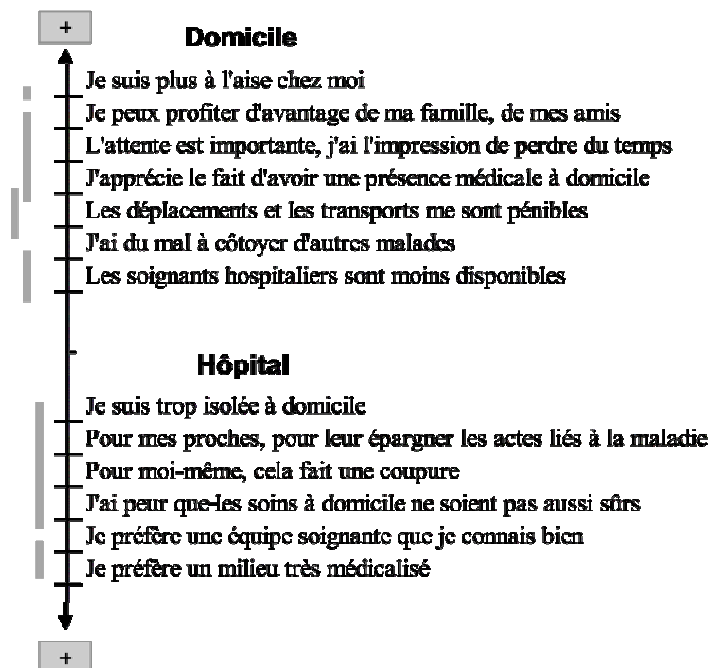 +
Domicile
Je suis plus à l'aise chez moi
Je peux profiter d'avantage de ma famille, de mes amis
L'attente est importante, j'ai l'impression de perdre du temps
J'apprécie le fait d'avoir une présence médicale à domicile
Les déplacements et les transports me sont pénibles
J'ai du mal à côtoyer d'autres malades
Les soignants hospitaliers sont moins disponibles
Hôpital
Je suis trop isolée à domicile
Pour mes proches, pour leur épargner les actes liés à la maladie
Pour moi-même, cela fait une coupure
J'ai peur que les soins à domicile ne soient pas aussi sûrs
Je préfère une équipe soignante que je connais bien
Je préfère un milieu très médicalisé
+